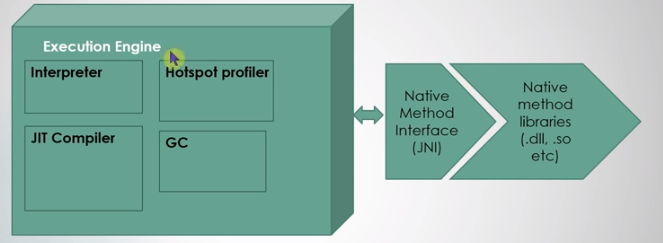 Execution Engine
Interpreter
Hotspot profiler
JIT Compiler
GC
Native
Method
Interface
(JNI)
Native
method
libraries
(.dll, .so
etc)